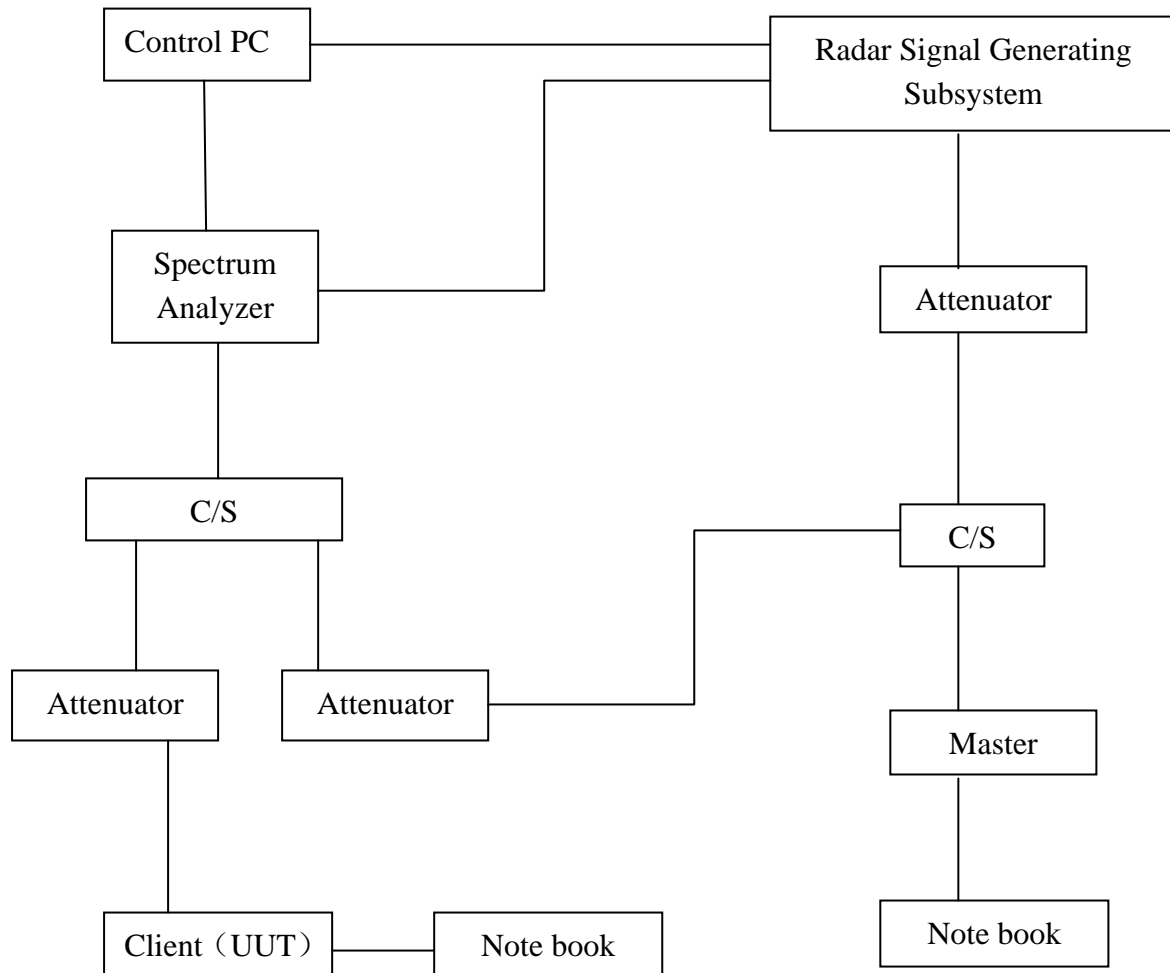 Control PC
Radar Signal Generating
Subsystem
Spectrum
Analyzer
Attenuator
C/S
C/S
Attenuator
Attenuator
Master
Client（UUT）
Note book
Note book